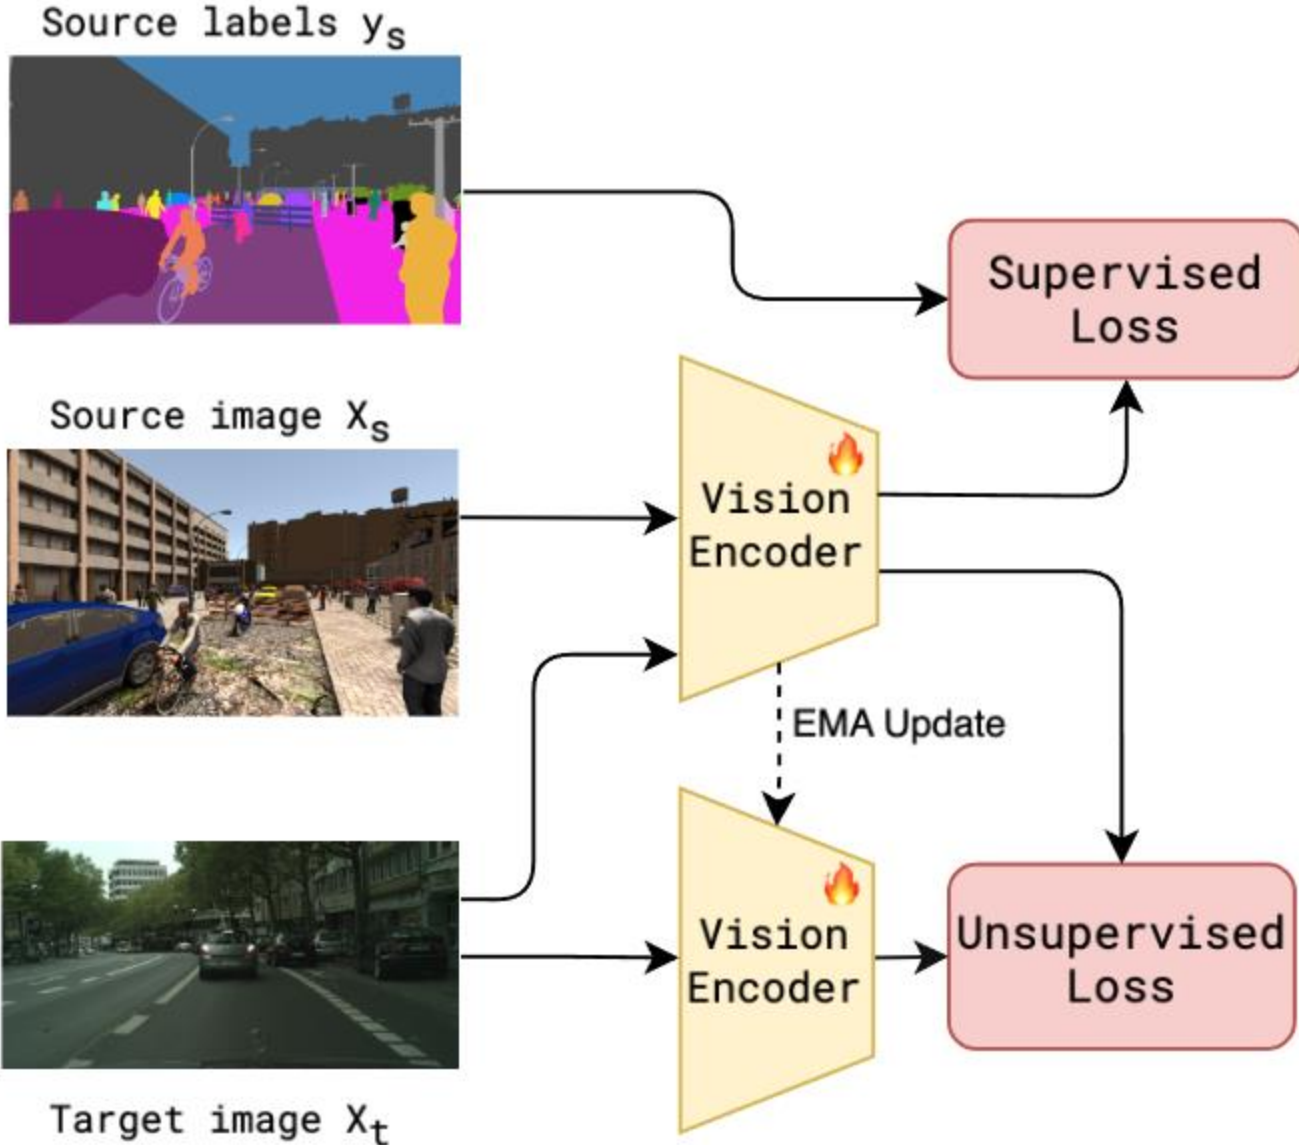 Source labels ys
Supervised
Loss
Source image Xs
Vision
Encoder
EMA Update
Vision
Encoder
Unsupervised
Loss
Target image Xt